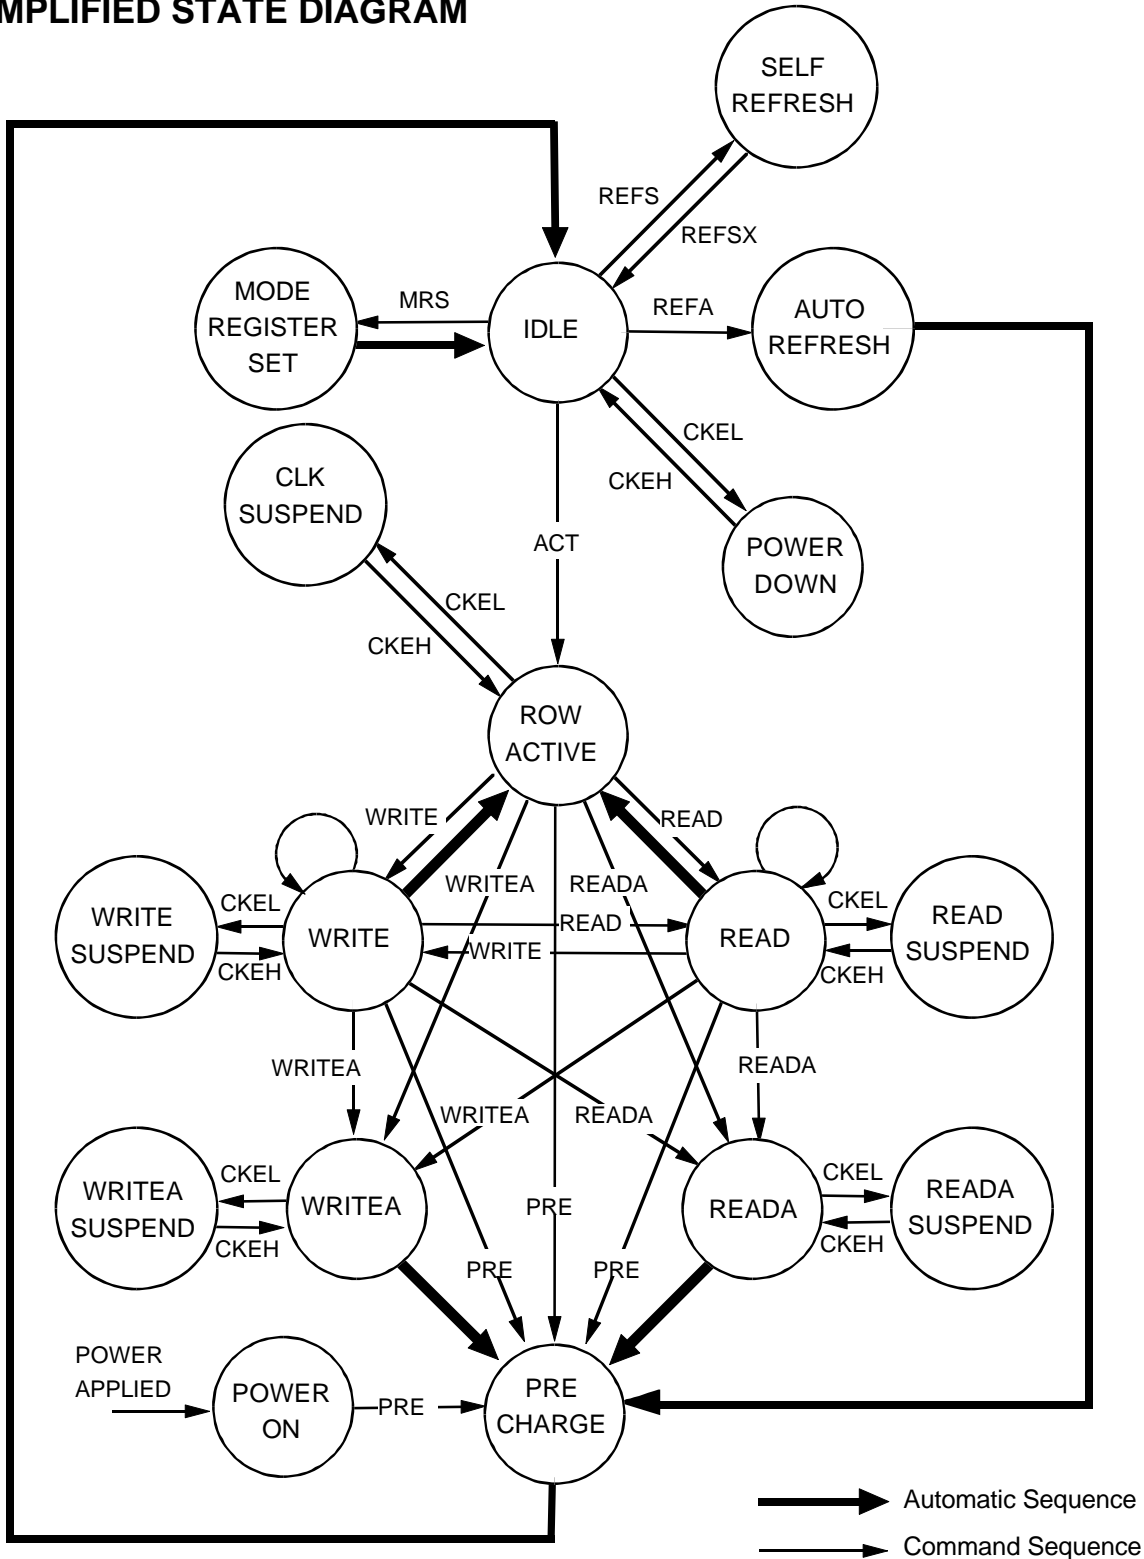 MPLIFIED STATE DIAGRAM
SELF
REFRESH
REFS
REFSX
MODE
REGISTER
SET
MRS
IDLE
REFA
AUTO
REFRESH
CKEL
CKEH
CLK
SUSPEND
ACT
POWER
DOWN
CKEL
CKEH
ROW
ACTIVE
WRITE
READ
WRITEA
READA
WRITE
SUSPEND
CKEL
CKEH
WRITE
READ
WRITE
READ
CKEL
CKEH
READ
SUSPEND
WRITEA
READA
WRITEA
READA
WRITEA
SUSPEND
CKEL
CKEH
WRITEA
PRE
READA
CKEL
CKEH
READA
SUSPEND
PRE
PRE
POWER
APPLIED
POWER
ON
PRE
PRE
CHARGE
Automatic Sequence
Command Sequence